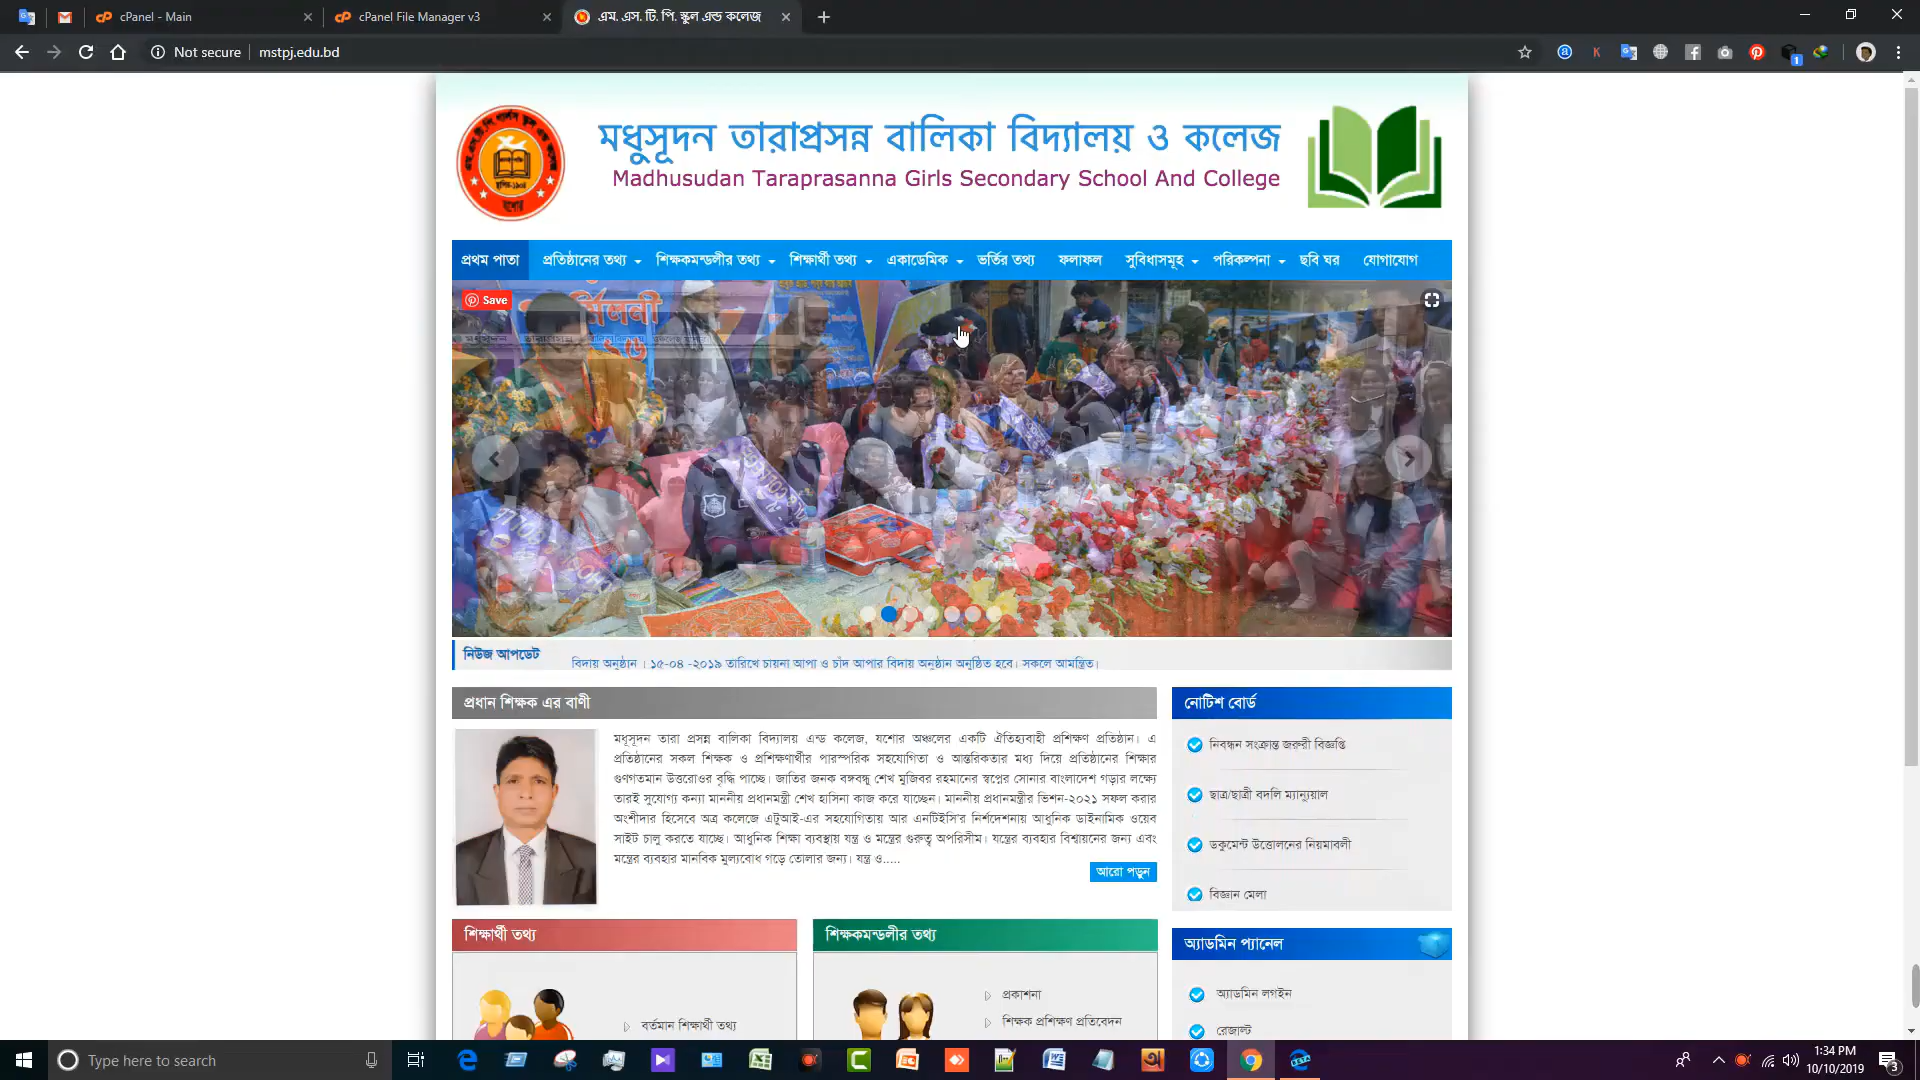 cPanel - Main
cPanel File Manager v3
এম. এস. টি. পি. স্কুল এন্ড কলেজ
Not secure
mstpj.edu.bd
1
মধুসূদন তারাপ্রসন্ন বালিকা বিদ্যালয় ও কলেজ
Madhusudan Taraprasanna Girls Secondary School And College
যশোর
প্রথম পাতা
প্রতিষ্ঠানের তথ্য
শিক্ষকমন্ডলীর তথ্য
শিক্ষার্থী তথ্য
একাডেমিক
ভর্তির তথ্য
ফলাফল
সুবিধাসমূহ
পরিকল্পনা
ছবি ঘর
যোগাযোগ
Save
নিউজ আপডেট
বিদায় অনুষ্ঠান । ১৫-০৪ -২০১৯ তারিখে চায়না আপা ও চাঁদ আপার বিদায় অনুষ্ঠান অনুষ্ঠিত হবে। সকলে আমন্ত্রিত।
প্রধান শিক্ষক এর বাণী
মধূসূদন তারা প্রসন্ন বালিকা বিদ্যালয় এন্ড কলেজ, যশোর অঞ্চলের একটি ঐতিহ্যবাহী প্রশিক্ষণ প্রতিষ্ঠান। এ
প্রতিষ্ঠানের সকল শিক্ষক ও প্রশিক্ষণার্থীর পারস্পরিক সহযোগিতা ও আন্তরিকতার মধ্য দিয়ে প্রতিষ্ঠানের শিক্ষার
গুণগতমান উত্তরোওর বৃদ্ধি পাচ্ছে। জাতির জনক বঙ্গবন্ধু শেখ মুজিবর রহমানের স্বপ্নের সোনার বাংলাদেশ গড়ার লক্ষ্যে
তারই সুযোগ্য কন্যা মাননীয় প্রধানমন্ত্রী শেখ হাসিনা কাজ করে যাচ্ছেন। মাননীয় প্রধানমন্ত্রীর ভিশন-২০২১ সফল করার
অংশীদার হিসেবে অত্র কলেজে এটুআই-এর সহযোগিতায় আর এনটিইসি'র নির্শদেশনায় আধুনিক ডাইনামিক ওয়েব
সাইট চালু করতে যাচ্ছে। আধুনিক শিক্ষা ব্যবস্থায় যন্ত্র ও মন্ত্রের গুরুত্ব অপরিসীম। যন্ত্রের ব্যবহার বিশ্বায়নের জন্য এবং
মন্ত্রের ব্যবহার মানবিক মুল্যবোধ গড়ে তোলার জন্য। যন্ত্র ও.....
আরো পড়ুন
নোটিশ বোর্ড
নিবন্ধন সংক্রান্ত জরুরী বিজ্ঞপ্তি
ছাত্র/ছাত্রী বদলি ম্যানুয়াল
ডকুমেন্ট উত্তোলনের নিয়মাবলী
বিজ্ঞান মেলা
শিক্ষার্থী তথ্য
বর্তমান শিক্ষার্থী তথ্য
শিক্ষকমন্ডলীর তথ্য
প্রকাশনা
শিক্ষক প্রশিক্ষণ প্রতিবেদন
অ্যাডমিন প্যানেল
অ্যাডমিন লগইন
রেজাল্ট
Type here to search
1:34 PM
10/10/2019
3